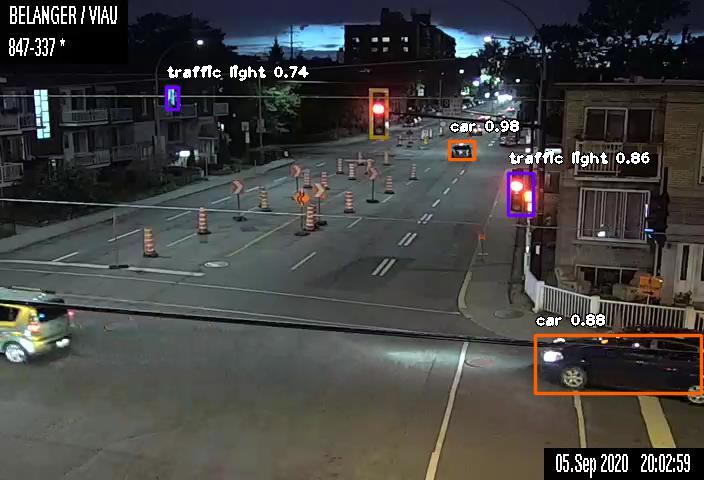 BELANGER / VIAU
847-337 *
traffic light 0.74
car 0.98
traffic light 0.86
car 0.88
05.Sep 2020 20:02:59